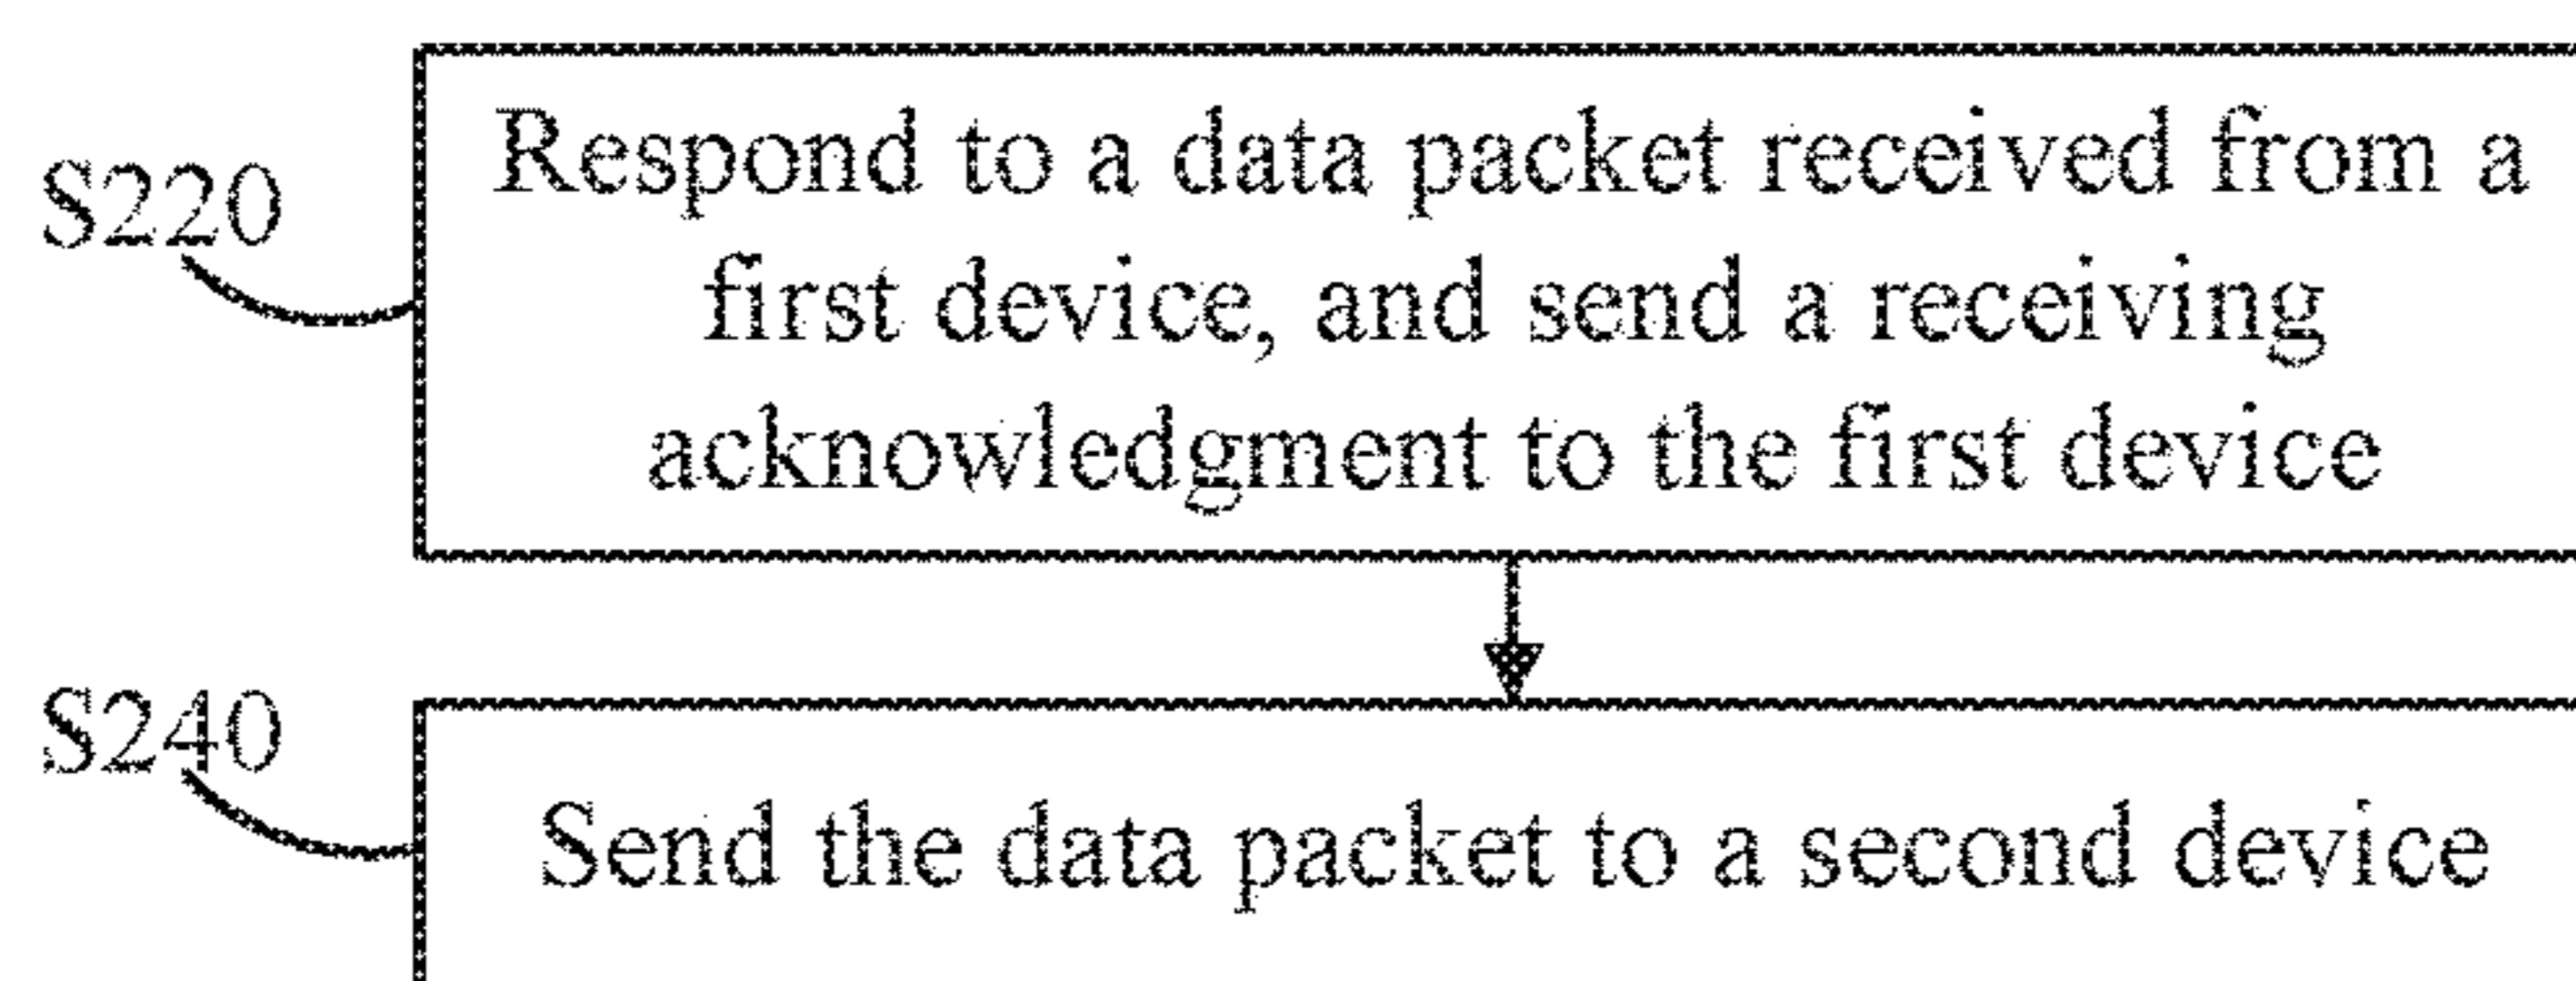 S220
Respond to a data packet received from a
first device, and send a receiving
acknowledgment to the first device
S240
Send the data packet to a second device